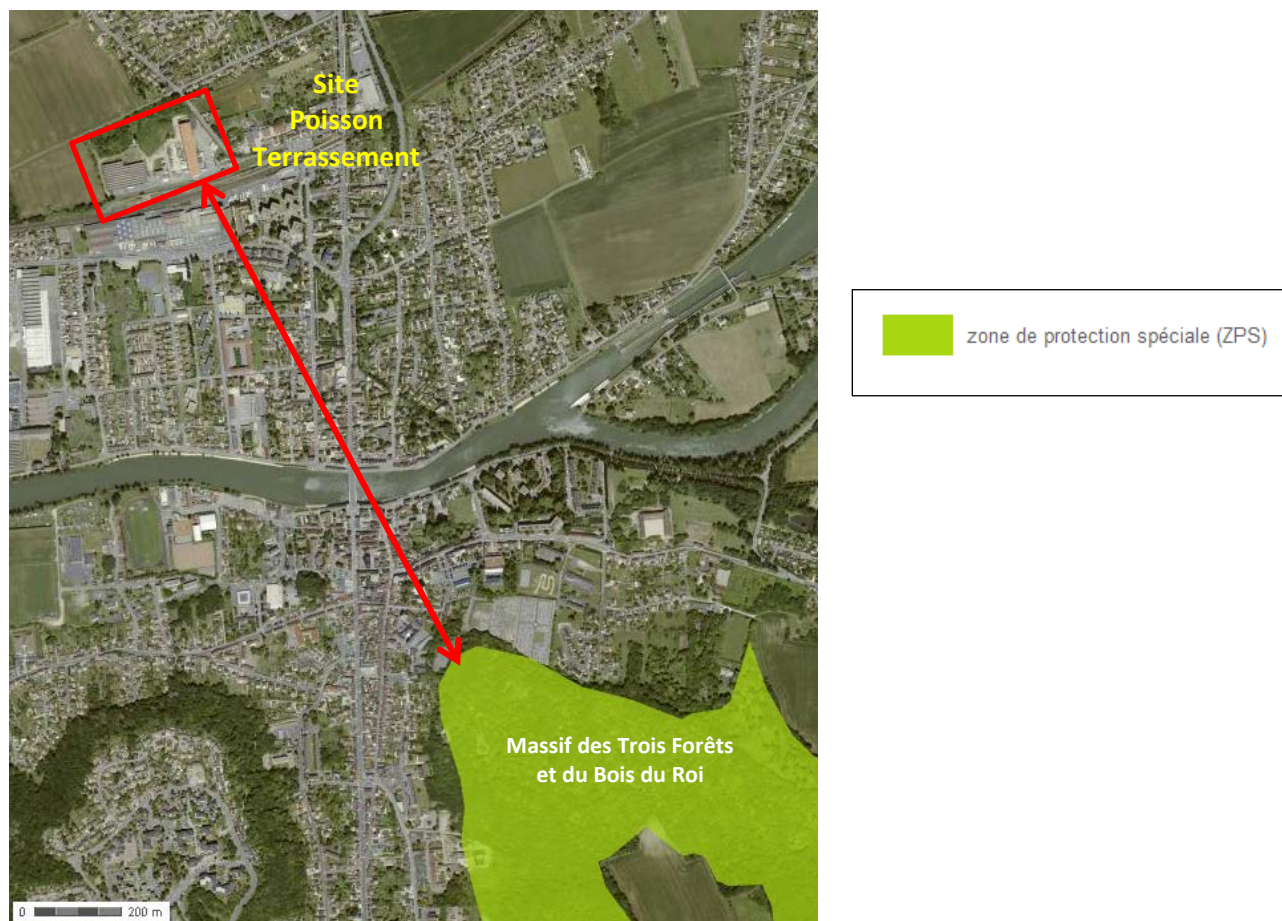 Site
Poisson
Terrassement
zone de protection spéciale (ZPS)
Massif des Trois Forêts
et du Bois du Roi
0 200 m